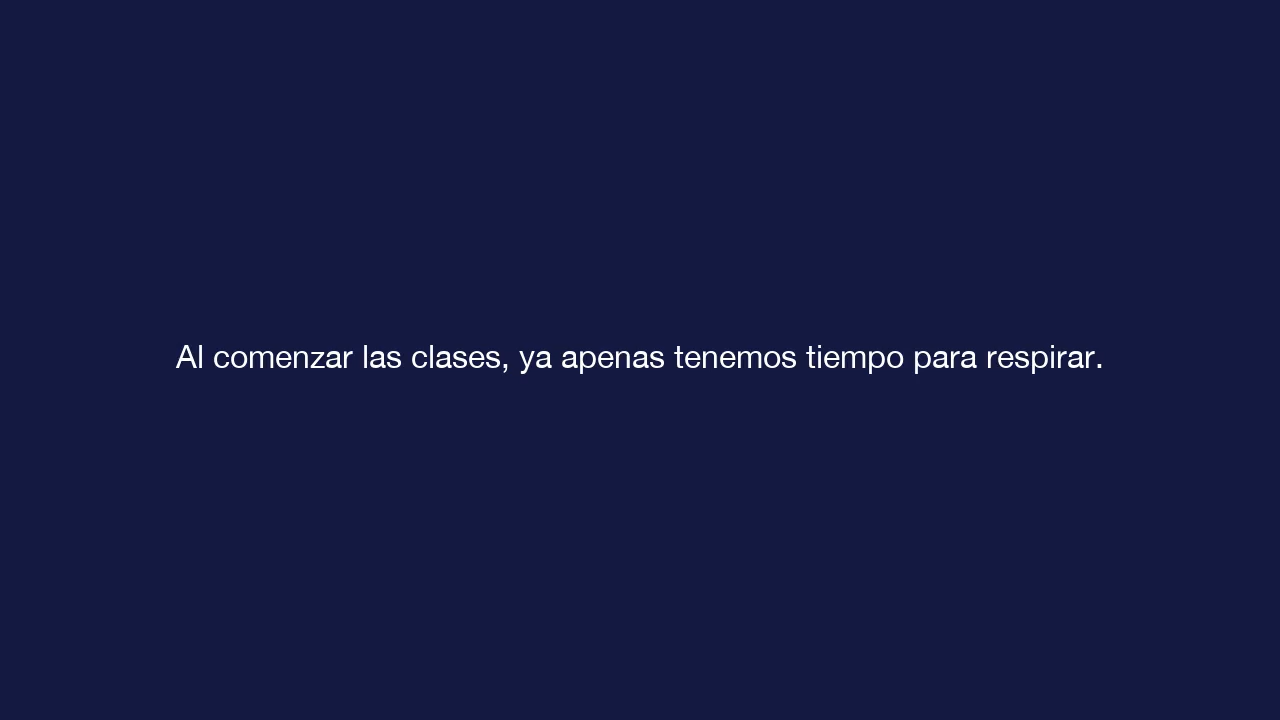 Al comenzar las clases, ya apenas tenemos tiempo para respirar.